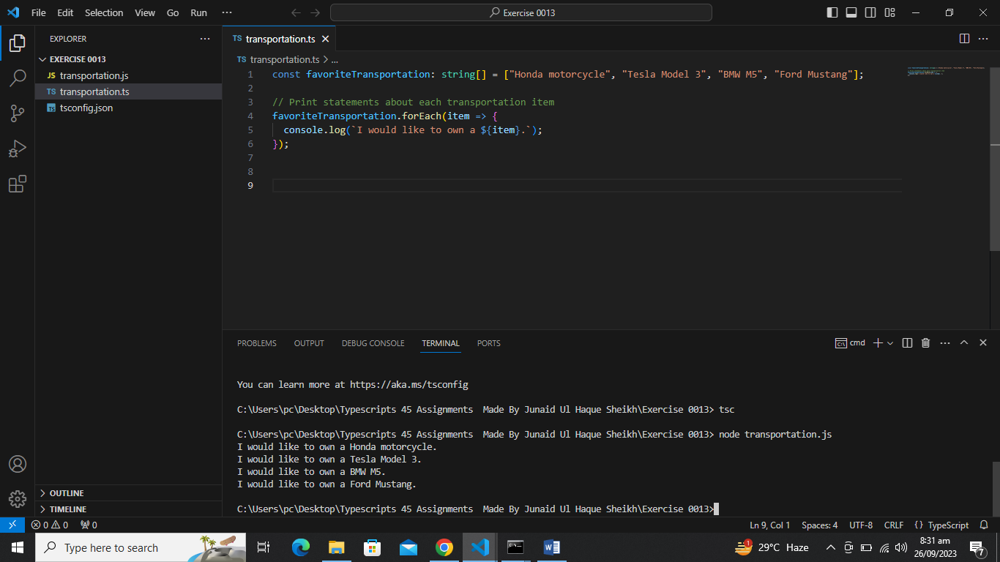 File Edit Selection View Go Run ···
Exercise 0013
EXPLORER
EXERCISE 0013
JS transportation.js
TS transportation.ts
tsconfig.json
OUTLINE
TIMELINE
TS transportation.ts
TS transportation.ts > ...
1 const favoriteTransportation: string[] = ["Honda motorcycle", "Tesla Model 3", "BMW M5", "Ford Mustang"];
2
3 // Print statements about each transportation item
4 favoriteTransportation.forEach(item => {
5 console.log(`I would like to own a ${item}.`);
6 });
7
8
9
PROBLEMS OUTPUT DEBUG CONSOLE TERMINAL PORTS
cmd
You can learn more at https://aka.ms/tsconfig
C:\Users\pc\Desktop\Typescripts 45 Assignments  Made By Junaid Ul Haque Sheikh\Exercise 0013> tsc
C:\Users\pc\Desktop\Typescripts 45 Assignments  Made By Junaid Ul Haque Sheikh\Exercise 0013> node transportation.js
I would like to own a Honda motorcycle.
I would like to own a Tesla Model 3.
I would like to own a BMW M5.
I would like to own a Ford Mustang.
C:\Users\pc\Desktop\Typescripts 45 Assignments  Made By Junaid Ul Haque Sheikh\Exercise 0013>
0 0 0
Ln 9, Col 1 Spaces: 4 UTF-8 CRLF {} TypeScript
Type here to search
1 29°C Haze
8:31 am
26/09/2023
7